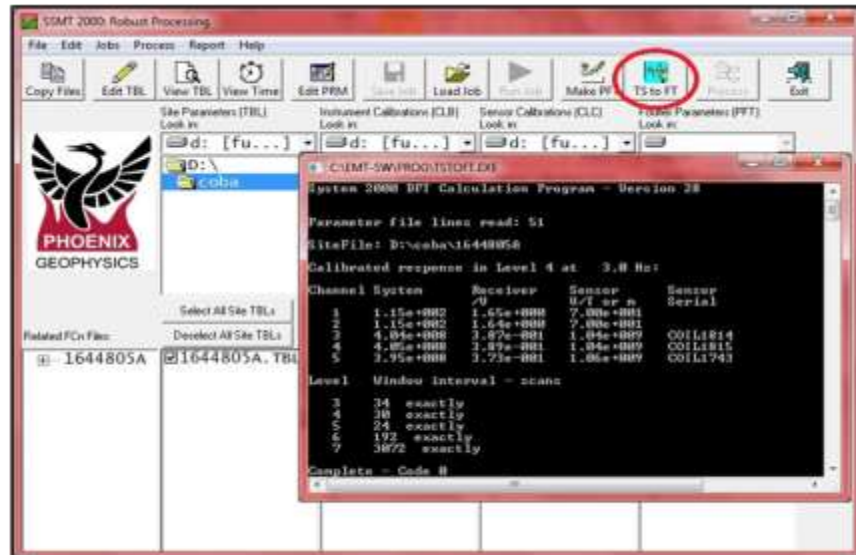 SSMT 2000: Robust Processing
File Edit Jobs Process Report Help
Copy Files Edit TBL View TBL View Time Edit PRM Save Job Load Job Run Job Make PFT TS to FT Process Exit
Site Parameters (TBL) Instrument Calibrations (CLB) Sensor Calibrations (CLC) Fourier Parameters (PFT)
Look in: Look in: Look in: Look in:
d: [fu...] d: [fu...] d: [fu...]
D:\
coba
PHOENIX
GEOPHYSICS
Select All Site TBLs
Related FCn Files: Deselect All Site TBLs
1644805A 1644805A.TBL
C:\EMT-SW\PROG\TSTOFT.EXE
System 2000 DFT Calculation Program - Version 28
Parameter file lines read: 51
SiteFile: D:\coba\1644805A
Calibrated response in Level 4 at 3.0 Hz:
Channel System Receiver Sensor Sensor
/V V/T or m Serial
1 1.15e+002 1.65e+000 7.00e+001
2 1.15e+002 1.64e+000 7.00e+001
3 4.04e+008 3.87e-001 1.04e+009 COIL1814
4 4.05e+008 3.89e-001 1.04e+009 COIL1815
5 3.95e+008 3.73e-001 1.06e+009 COIL1743
Level Window Interval - scans
3 34 exactly
4 30 exactly
5 24 exactly
6 192 exactly
7 3072 exactly
Complete - Code 0